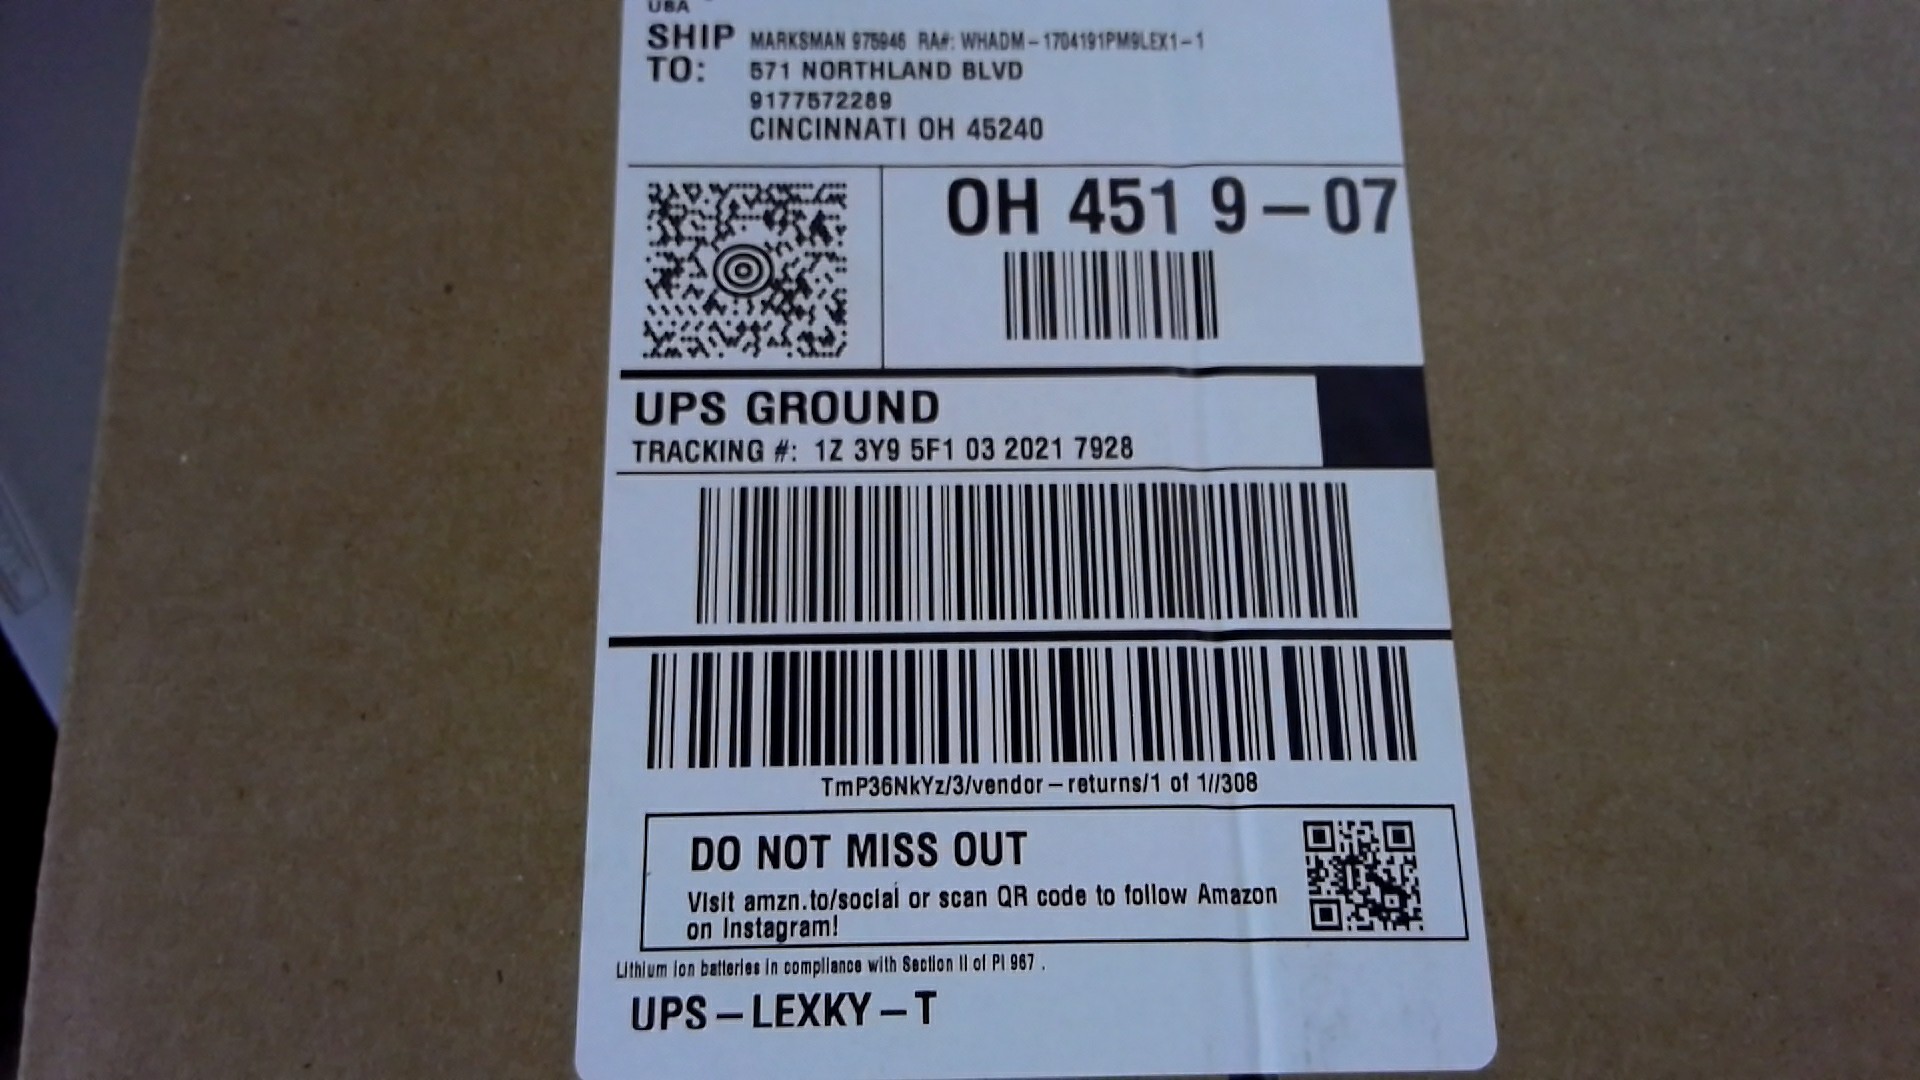 USA
SHIP TO: MARKSMAN 975946 RA#: WHADM-1704191PM9LEX1-1
571 NORTHLAND BLVD
9177572289
CINCINNATI OH 45240
OH 451 9-07
UPS GROUND
TRACKING #: 1Z 3Y9 5F1 03 2021 7928
TmP36NkYz/3/vendor-returns/1 of 1//308
DO NOT MISS OUT
Visit amzn.to/social or scan QR code to follow Amazon
on Instagram!
Lithium ion batteries in compliance with Section II of PI 967 .
UPS-LEXKY-T